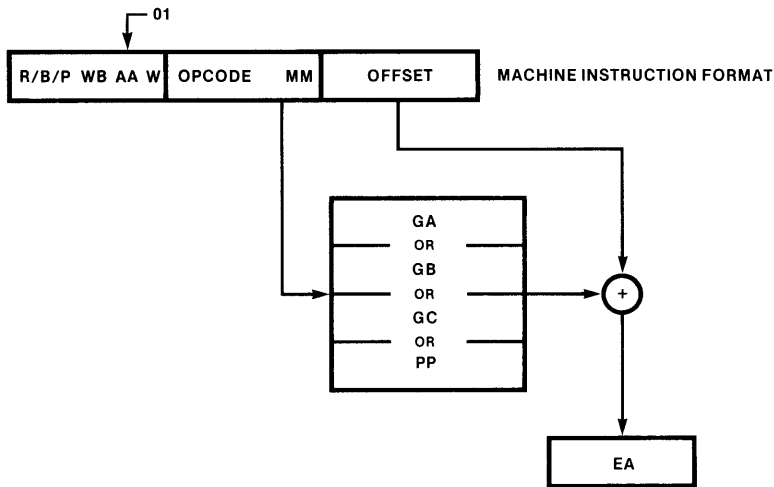 01
R/B/P WB AA W OPCODE MM OFFSET MACHINE INSTRUCTION FORMAT
GA
OR
GB
OR
GC
OR
PP
+
EA